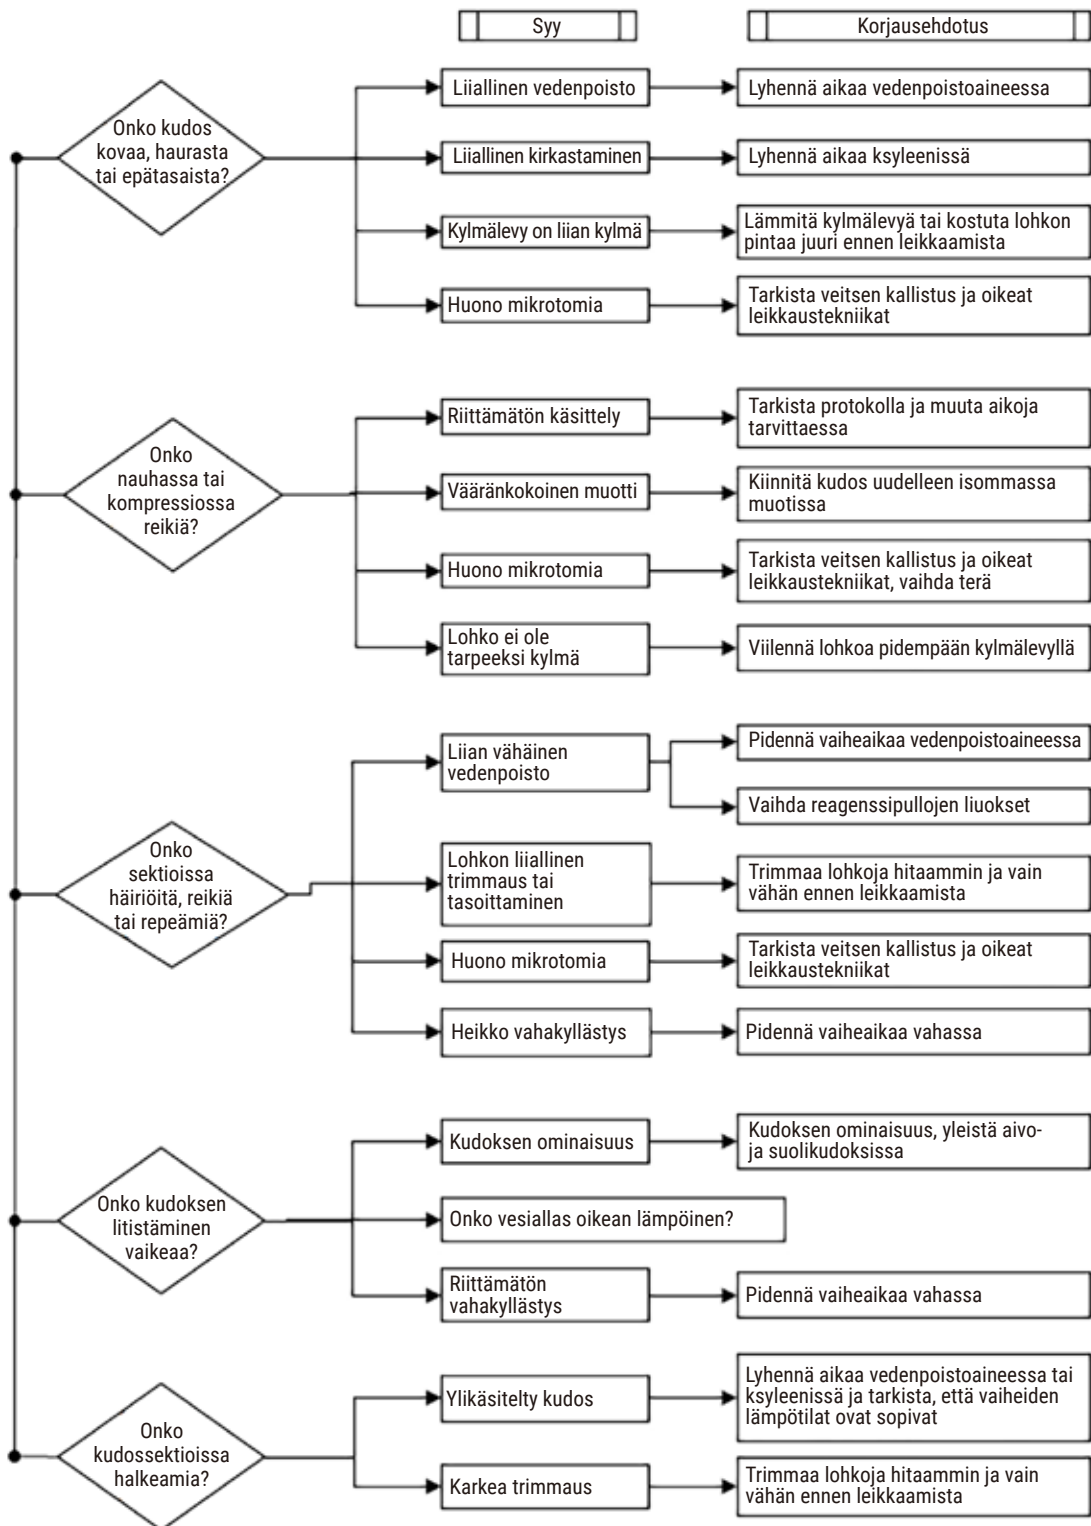 Syy
Korjausehdotus
Onko kudos
kovaa, haurasta
tai epätasaista?
Liiallinen vedenpoisto
Lyhennä aikaa vedenpoistoaineessa
Liiallinen kirkastaminen
Lyhennä aikaa ksyleenissä
Kylmälevy on liian kylmä
Lämmitä kylmälevyä tai kostuta lohkon
pintaa juuri ennen leikkaamista
Huono mikrotomia
Tarkista veitsen kallistus ja oikeat
leikkaustekniikat
Onko
nauhassa tai
kompressiossa
reikiä?
Riittämätön käsittely
Tarkista protokolla ja muuta aikoja
tarvittaessa
Vääränkokoinen muotti
Kiinnitä kudos uudelleen isommassa
muotissa
Huono mikrotomia
Tarkista veitsen kallistus ja oikeat
leikkaustekniikat, vaihda terä
Lohko ei ole
tarpeeksi kylmä
Viilennä lohkoa pidempään kylmälevyllä
Onko
sektioissa
häiriöitä, reikiä
tai repeämiä?
Liian vähäinen
vedenpoisto
Pidennä vaiheaikaa vedenpoistoaineessa
Vaihda reagenssipullojen liuokset
Lohkon liiallinen
trimmaus tai
tasoittaminen
Trimmaa lohkoja hitaammin ja vain
vähän ennen leikkaamista
Huono mikrotomia
Tarkista veitsen kallistus ja oikeat
leikkaustekniikat
Heikko vahakyllästys
Pidennä vaiheaikaa vahassa
Onko kudoksen
litistäminen
vaikeaa?
Kudoksen ominaisuus
Kudoksen ominaisuus, yleistä aivo-
ja suolikudoksissa
Onko vesiallas oikean lämpöinen?
Riittämätön
vahakyllästys
Pidennä vaiheaikaa vahassa
Onko
kudossektioissa
halkeamia?
Ylikäsitelty kudos
Lyhennä aikaa vedenpoistoaineessa tai
ksyleenissä ja tarkista, että vaiheiden
lämpötilat ovat sopivat
Karkea trimmaus
Trimmaa lohkoja hitaammin ja vain
vähän ennen leikkaamista